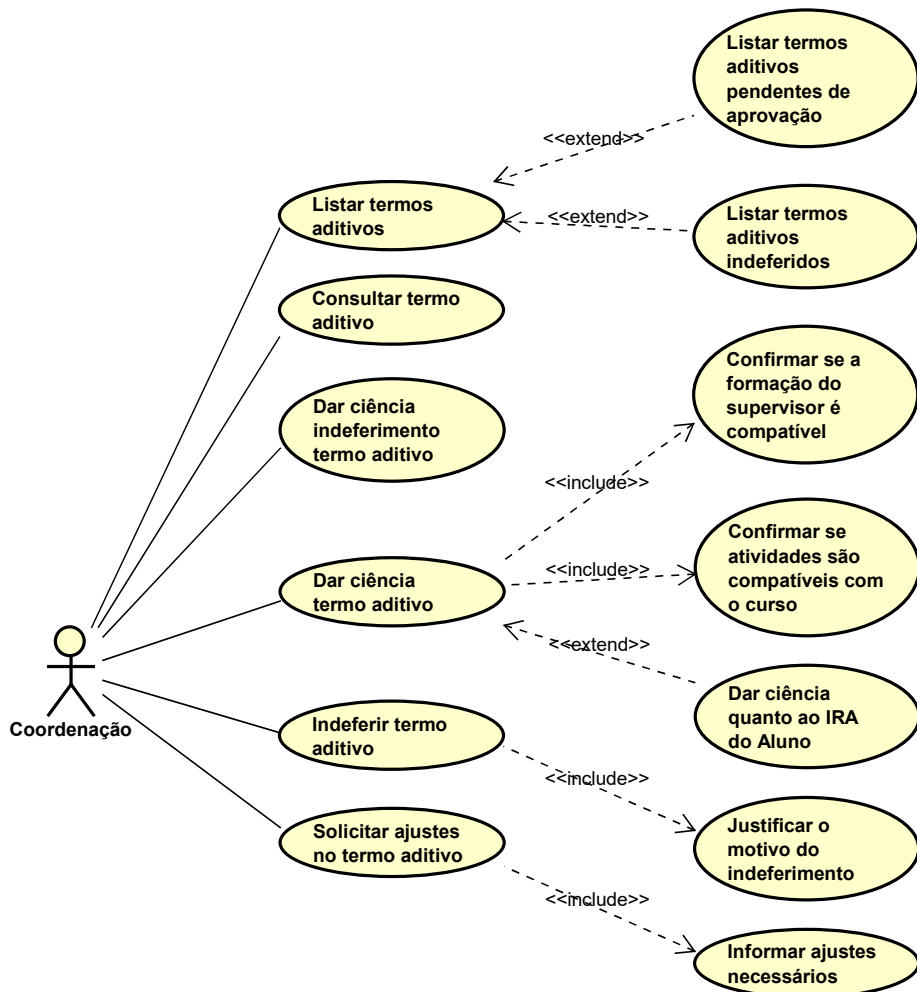 Listar termos
aditivos
pendentes de
aprovação
<<extend>>
Listar termos
aditivos
<<extend>>
Listar termos
aditivos
indeferidos
Consultar termo
aditivo
Confirmar se a
formação do
supervisor é
compatível
Dar ciência
indeferimento
termo aditivo
<<include>>
Confirmar se
atividades são
compatíveis com
o curso
<<include>>
Dar ciência
termo aditivo
<<extend>>
Dar ciência
quanto ao IRA
do Aluno
Coordenação
Indeferir termo
aditivo
<<include>>
Justificar o
motivo do
indeferimento
Solicitar ajustes
no termo aditivo
<<include>>
Informar ajustes
necessários